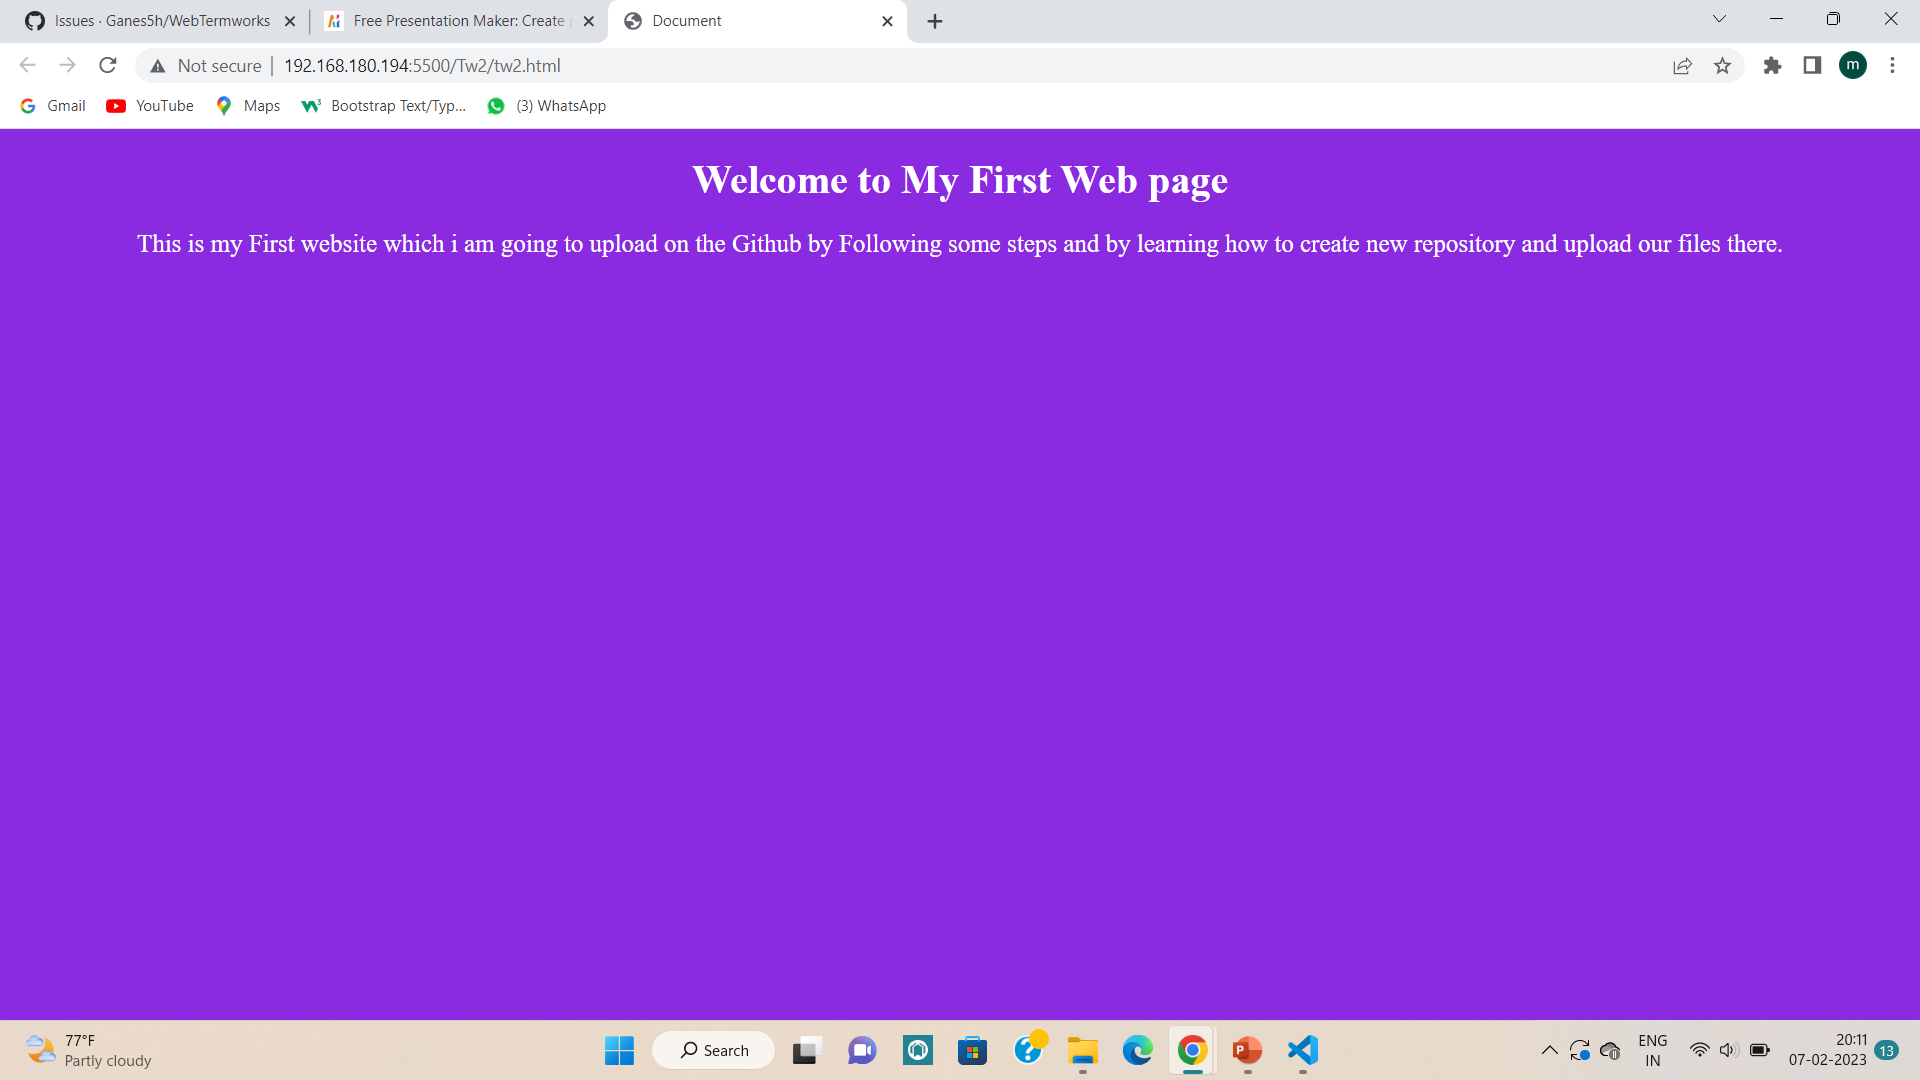 Issues · Ganes5h/WebTermworks
Free Presentation Maker: Create
Document
Not secure
192.168.180.194:5500/Tw2/tw2.html
m
Gmail
YouTube
Maps
Bootstrap Text/Typ...
(3) WhatsApp
Welcome to My First Web page
This is my First website which i am going to upload on the Github by Following some steps and by learning how to create new repository and upload our files there.
77°F
Partly cloudy
Search
ENG
IN
20:11
07-02-2023
13